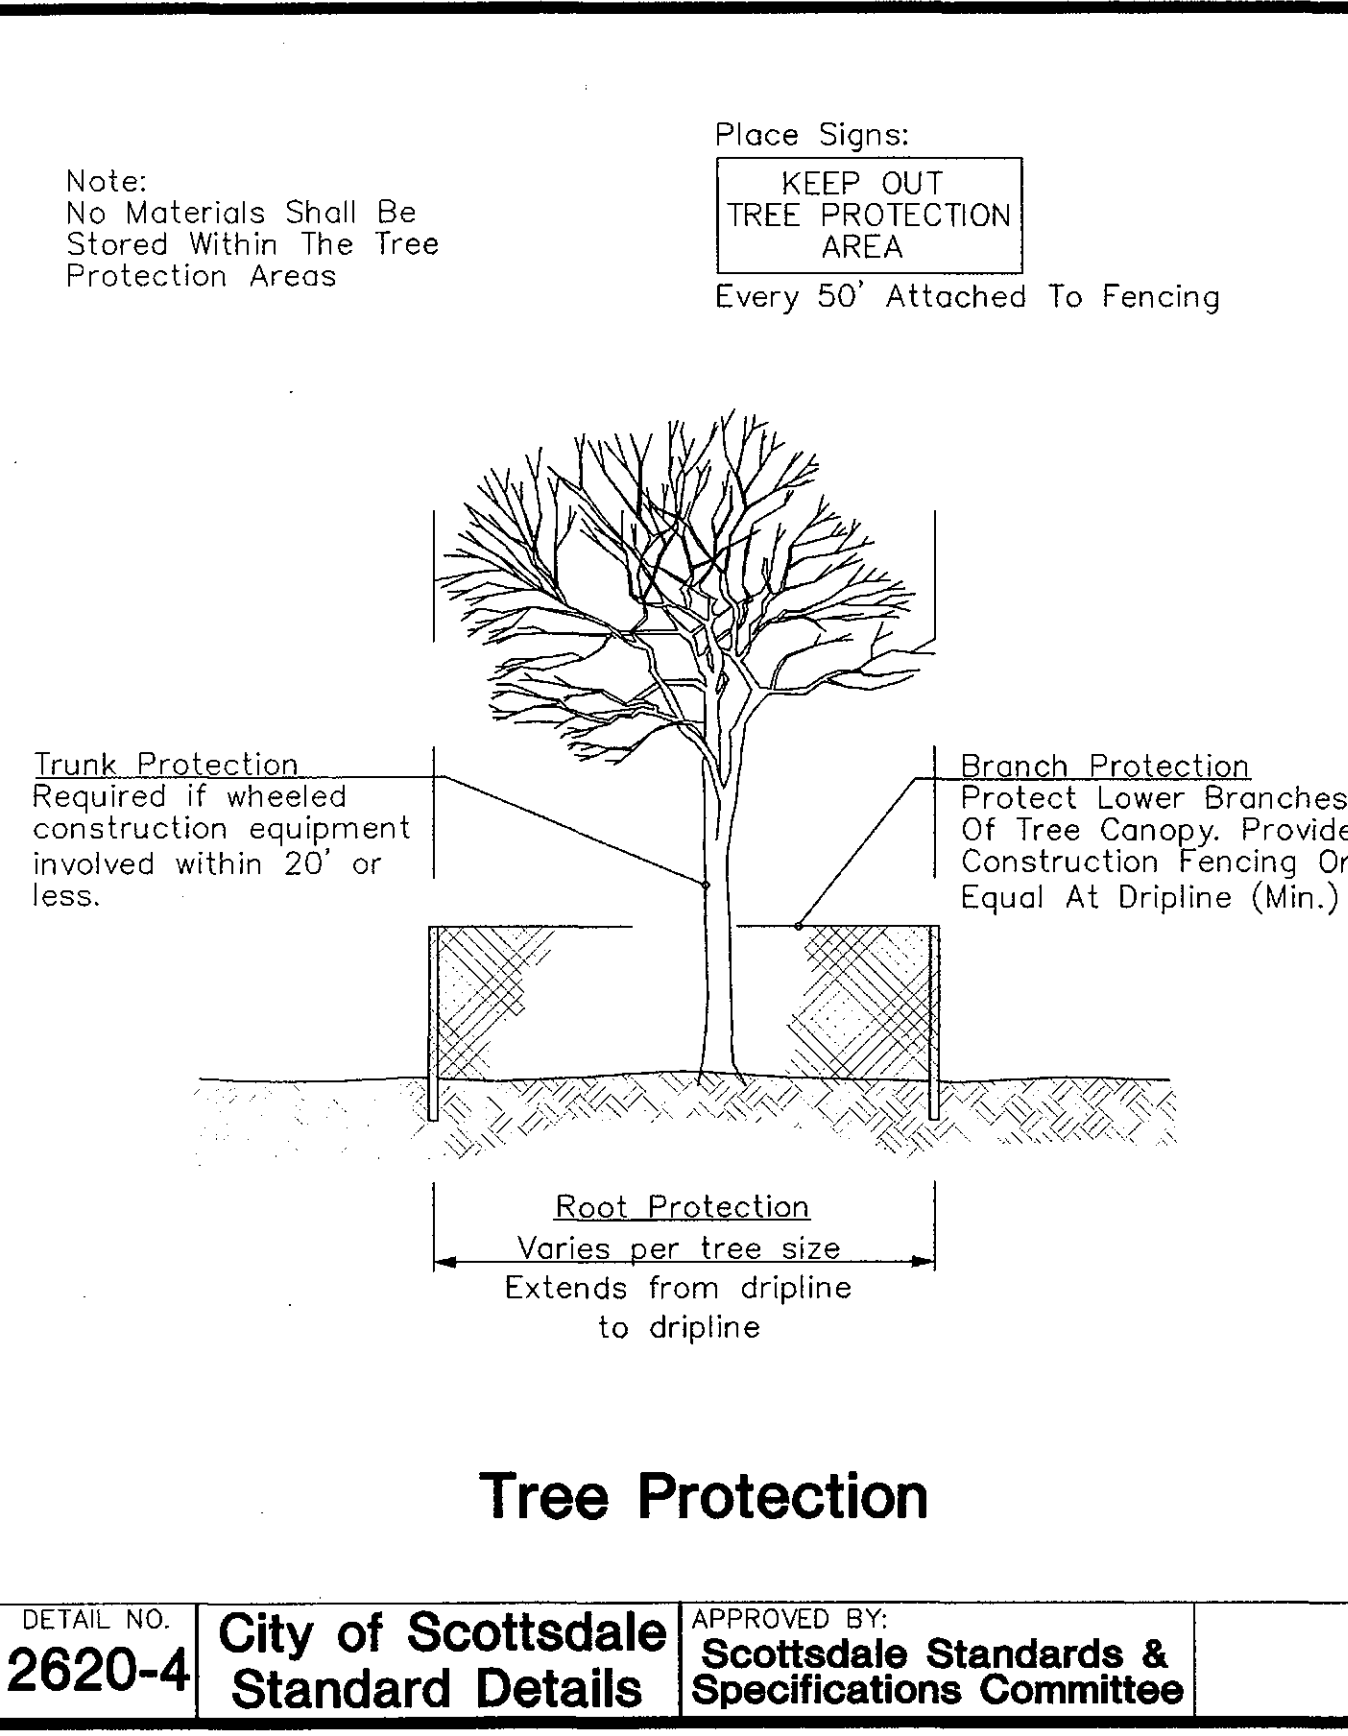 Note:
No Materials Shall Be
Stored Within The Tree
Protection Areas
Place Signs:
KEEP OUT
TREE PROTECTION
AREA
Every 50' Attached To Fencing
Trunk Protection
Required if wheeled
construction equipment
involved within 20' or
less.
Branch Protection
Protect Lower Branches
Of Tree Canopy. Provide
Construction Fencing Or
Equal At Dripline (Min.)
Root Protection
Varies per tree size
Extends from dripline
to dripline
Tree Protection
DETAIL NO.
2620-4
City of Scottsdale
Standard Details
APPROVED BY:
Scottsdale Standards &
Specifications Committee